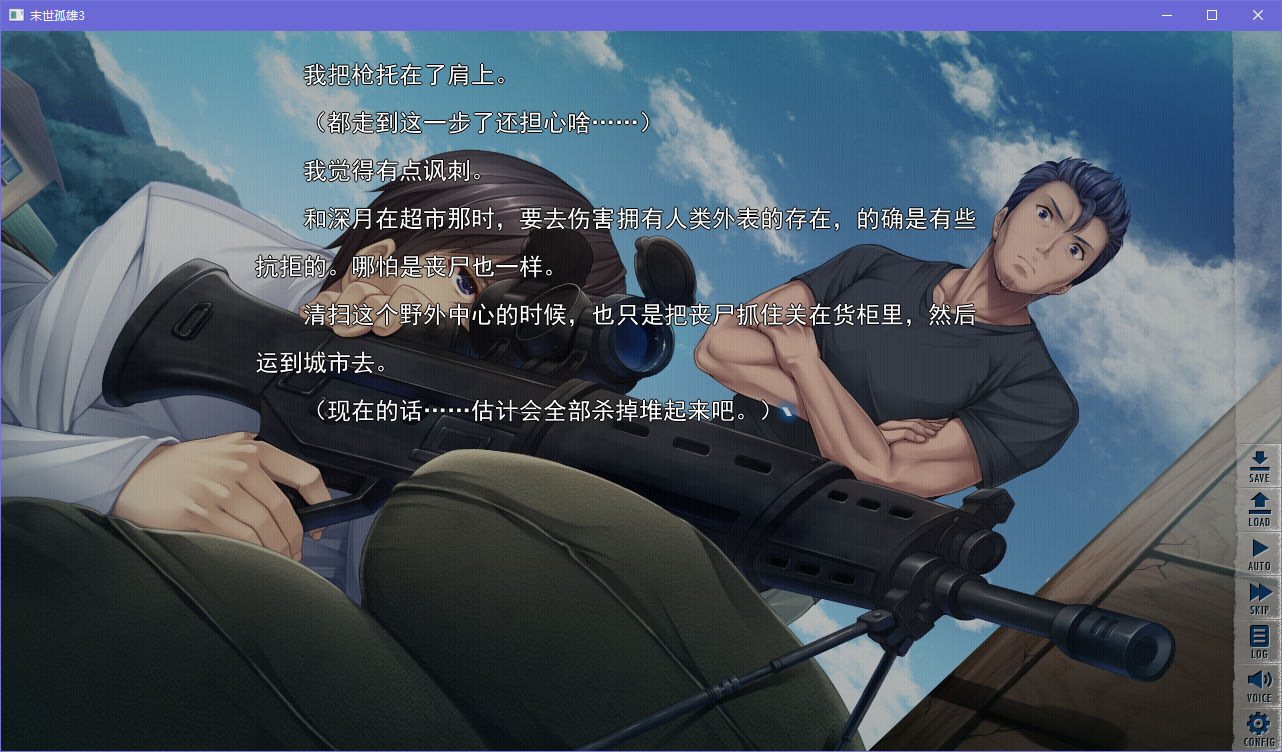 末世孤雄3
我把枪托在了肩上。
（都走到这一步了还担心啥……）
我觉得有点讽刺。
和深月在超市那时，要去伤害拥有人类外表的存在，的确是有些
抗拒的。哪怕是丧尸也一样。
清扫这个野外中心的时候，也只是把丧尸抓住关在货柜里，然后
运到城市去。
（现在的话……估计会全部杀掉堆起来吧。）
SAVE
LOAD
AUTO
SKIP
LOG
VOICE
CONFIG